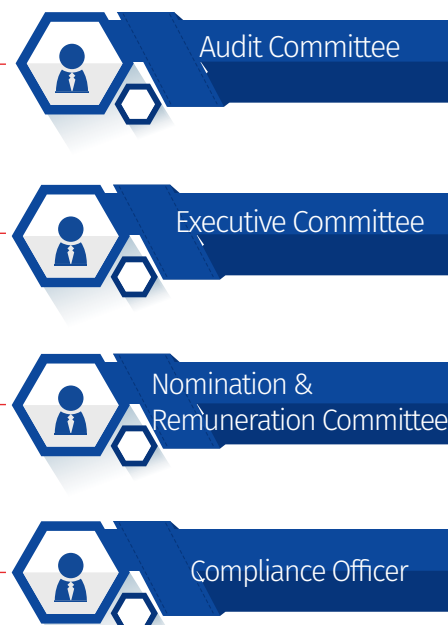 Audit Committee
Executive Committee
Nomination &
Remuneration Committee
Compliance Officer